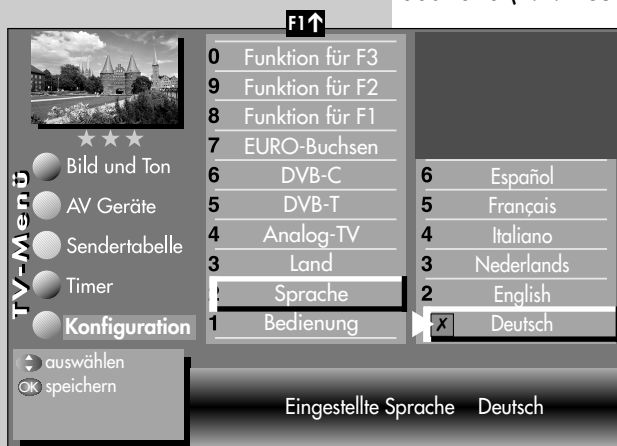 F1↑
TV-Menü
Bild und Ton
AV Geräte
Sendertabelle
Timer
Konfiguration
0 Funktion für F3
9 Funktion für F2
8 Funktion für F1
7 EURO-Buchsen
6 DVB-C
5 DVB-T
4 Analog-TV
3 Land
2 Sprache
1 Bedienung
6 Español
5 Français
4 Italiano
3 Nederlands
2 English
✗ Deutsch
auswählen
OK speichern
Eingestellte Sprache Deutsch